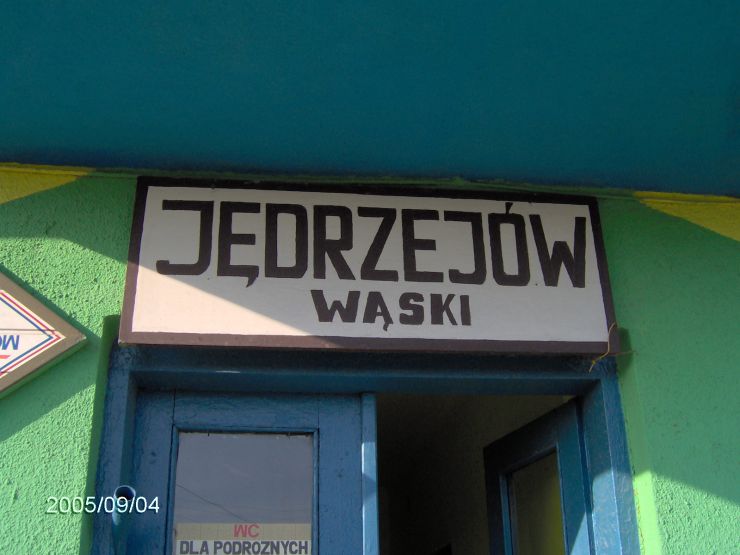 JĘDRZEJÓW
WĄSKI
2005/09/04
WC
DLA PODROZNYCH